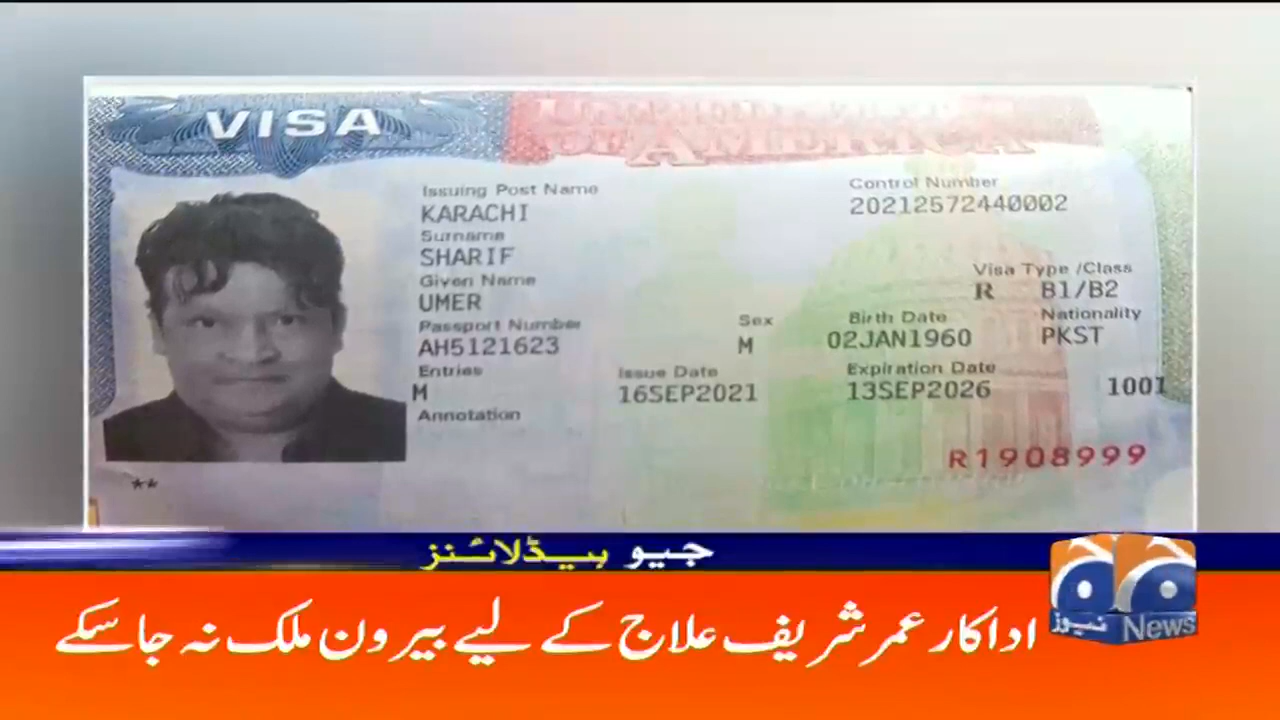 VISA
UNITED STATES
OF AMERICA
Issuing Post Name
KARACHI
Control Number
20212572440002
Surname
SHARIF
Given Name
UMER
Visa Type /Class
R B1/B2
Passport Number
AH5121623
Sex
M
Birth Date
02JAN1960
Nationality
PKST
Entries
M
Issue Date
16SEP2021
Expiration Date
13SEP2026
1001
Annotation
R1908999
**
جیو ہیڈلائنز
اداکار عمر شریف علاج کے لیے بیرون ملک نہ جاسکے
جیو
نیوز News